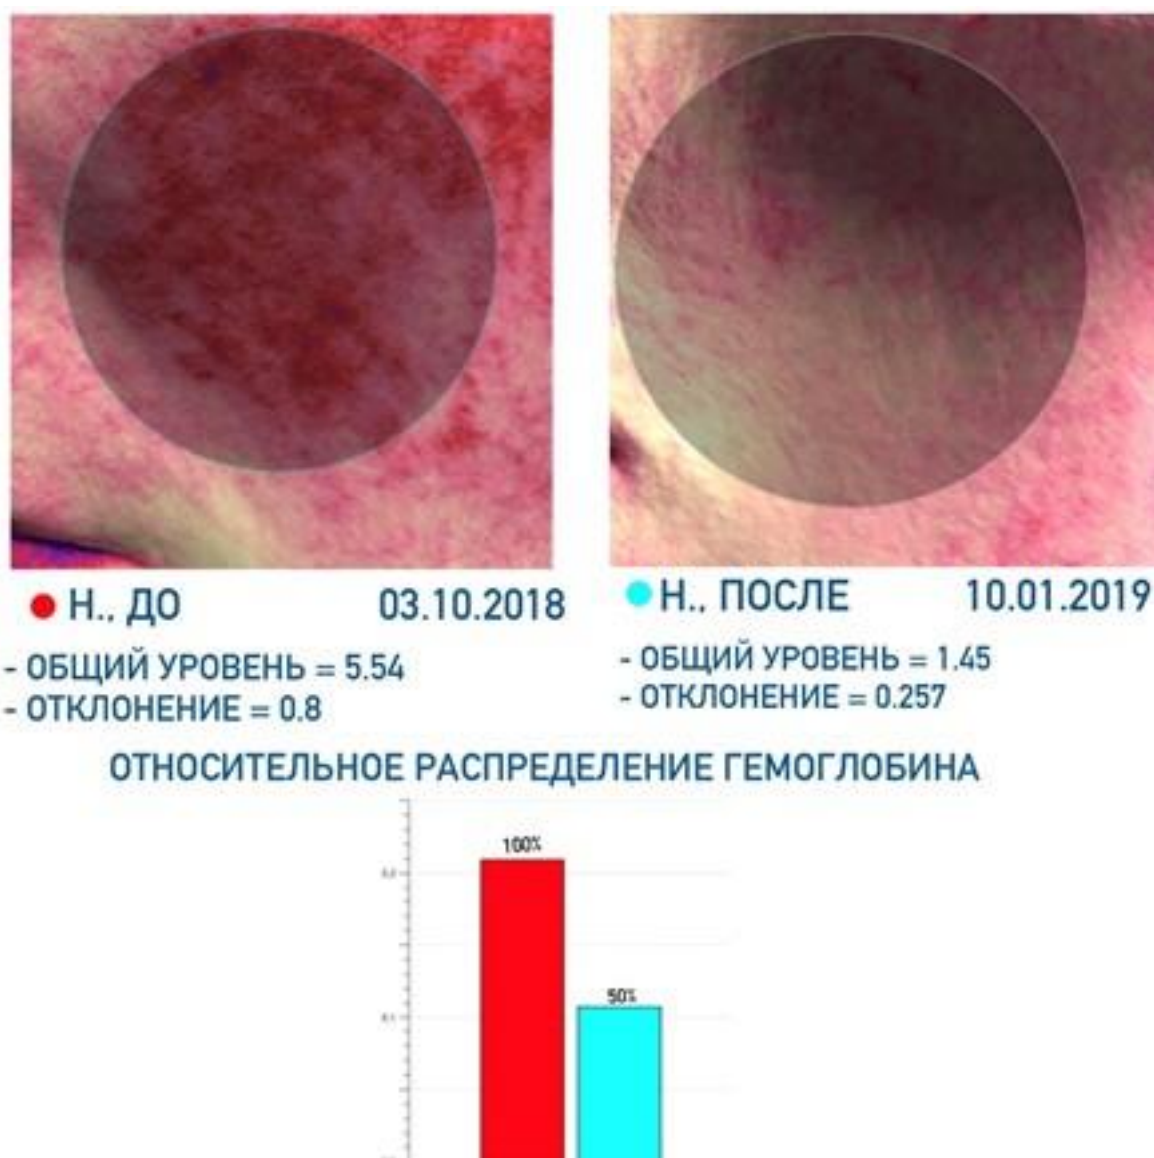 Н., ДО 03.10.2018
- ОБЩИЙ УРОВЕНЬ = 5.54
- ОТКЛОНЕНИЕ = 0.8
Н., ПОСЛЕ 10.01.2019
- ОБЩИЙ УРОВЕНЬ = 1.45
- ОТКЛОНЕНИЕ = 0.257
ОТНОСИТЕЛЬНОЕ РАСПРЕДЕЛЕНИЕ ГЕМОГЛОБИНА
100%
50%